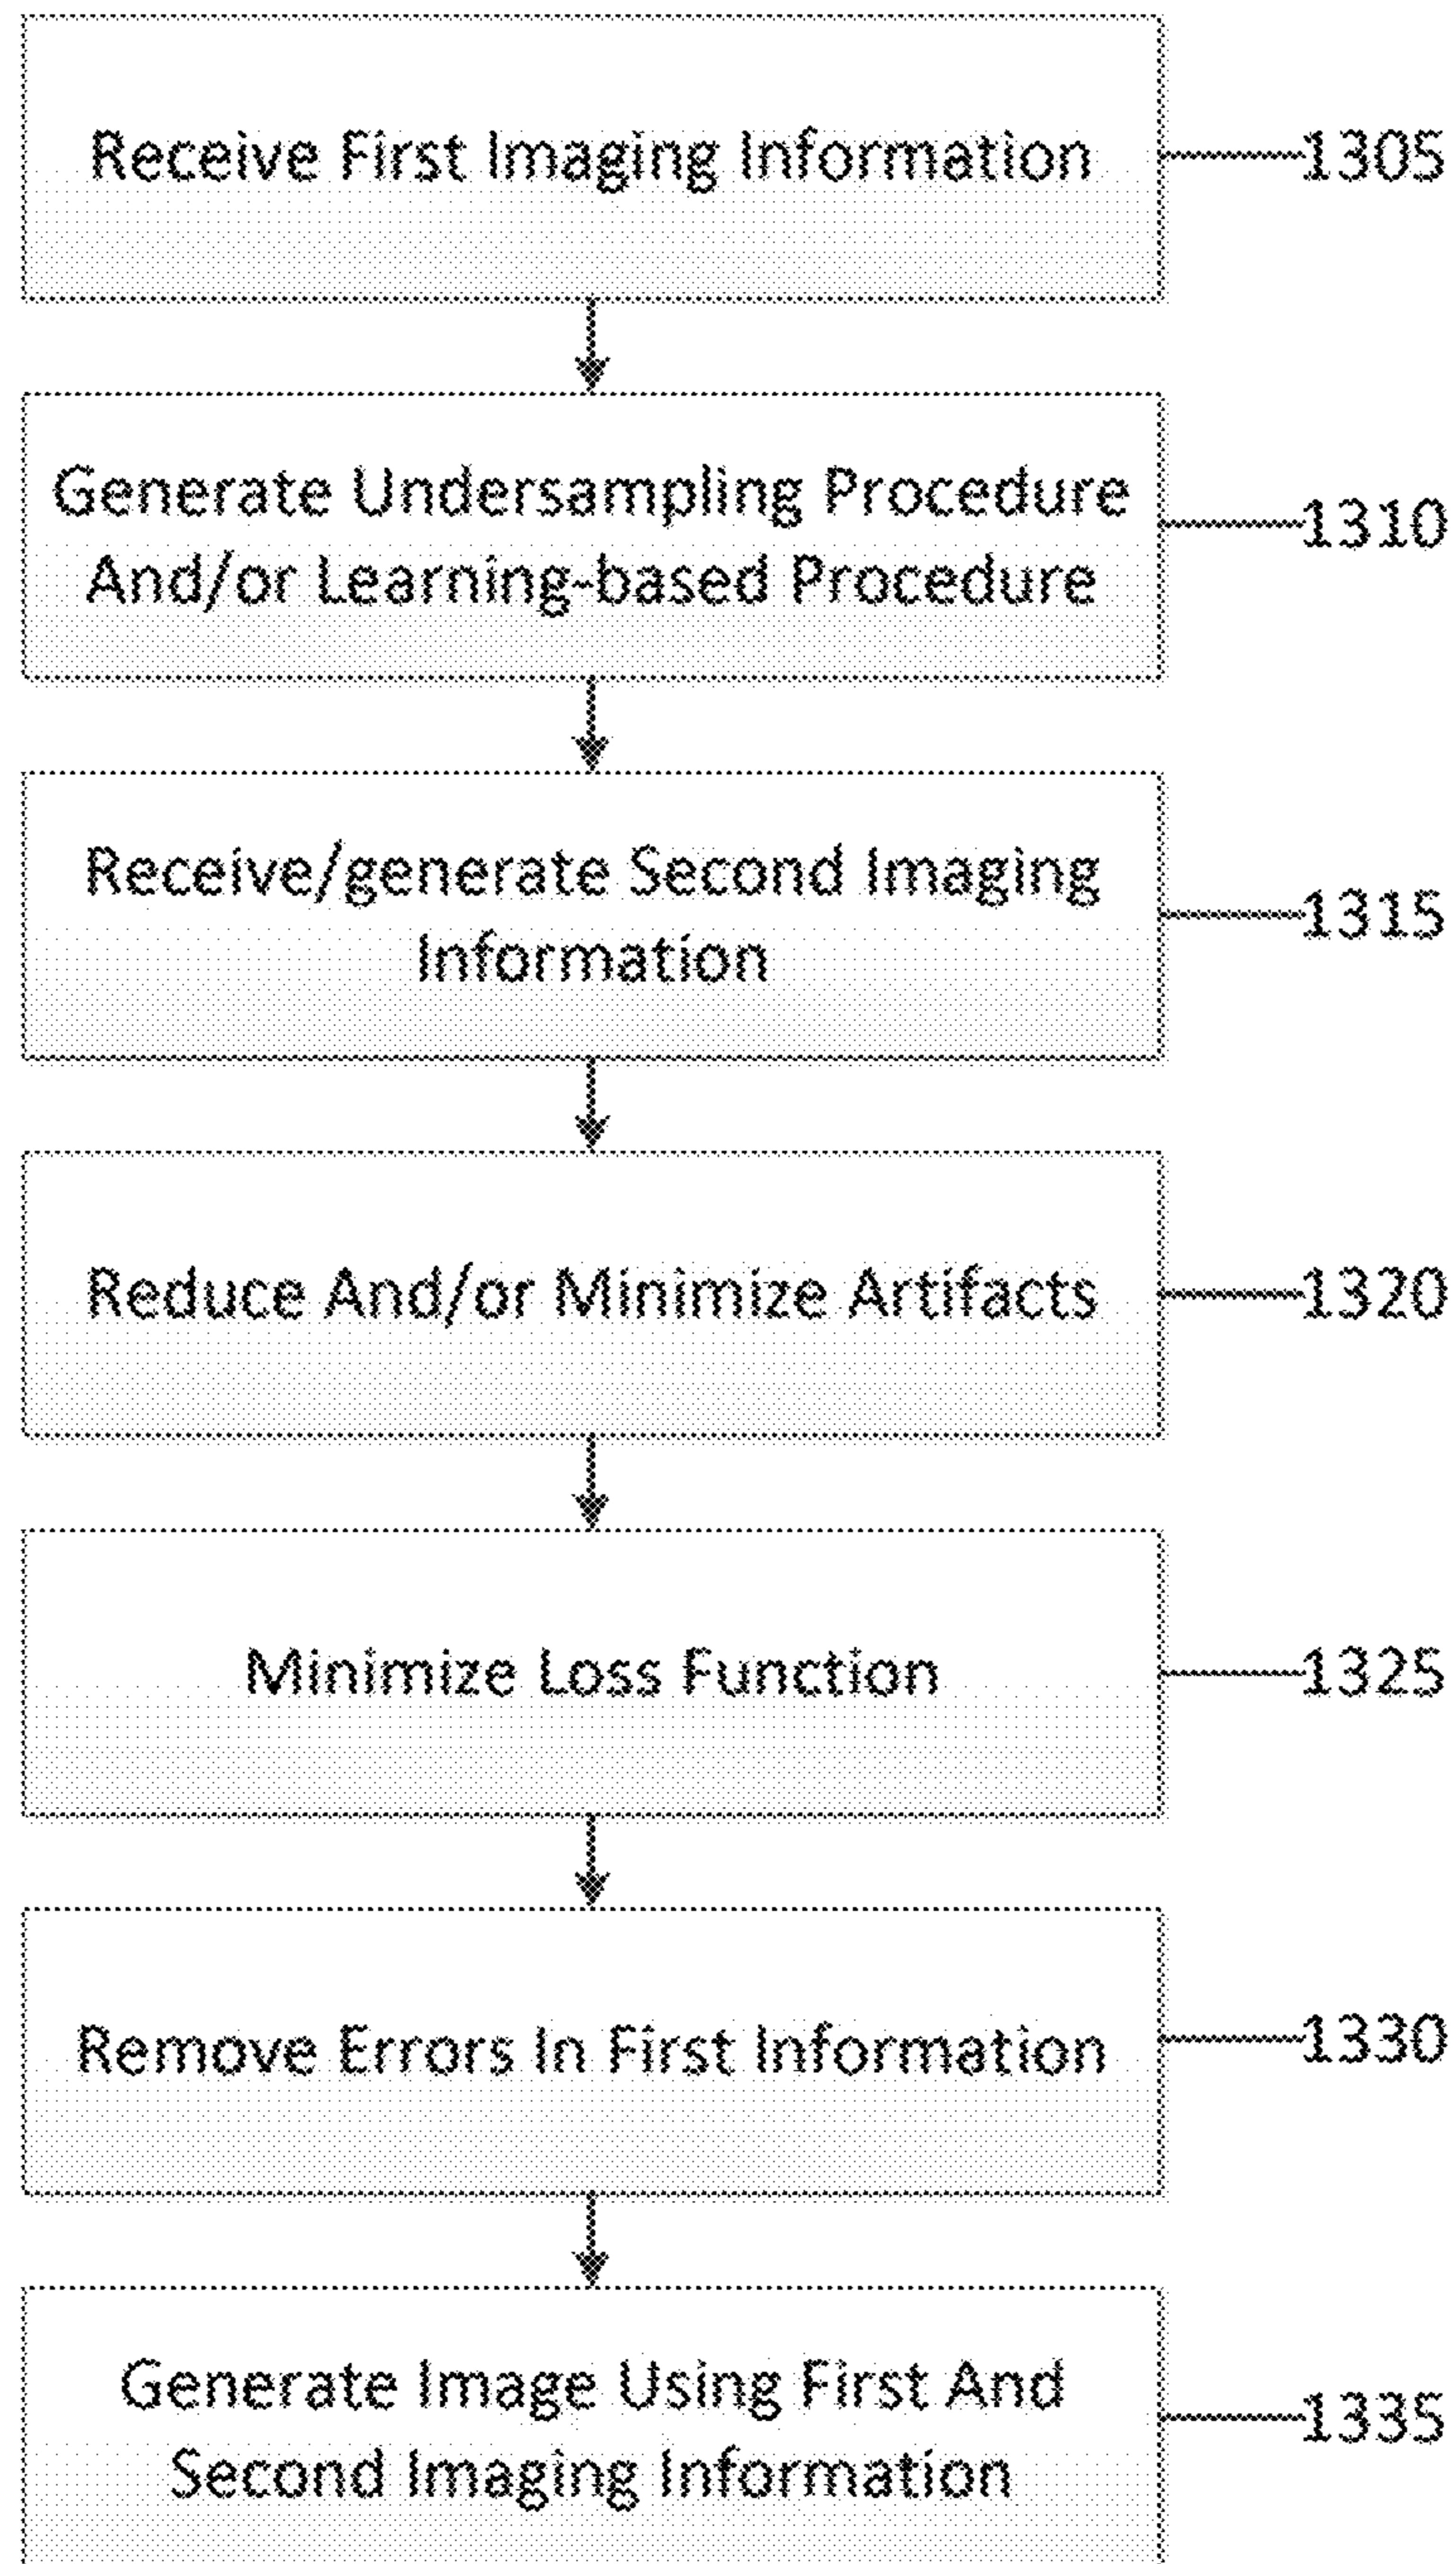 Receive First Imaging Information
1305
Generate Undersampling Procedure
And/or Learning-based Procedure
1310
Receive/generate Second Imaging
Information
1315
Reduce And/or Minimize Artifacts
1320
Minimize Loss Function
1325
Remove Errors In First Information
1330
Generate Image Using First And
Second Imaging Information
1335